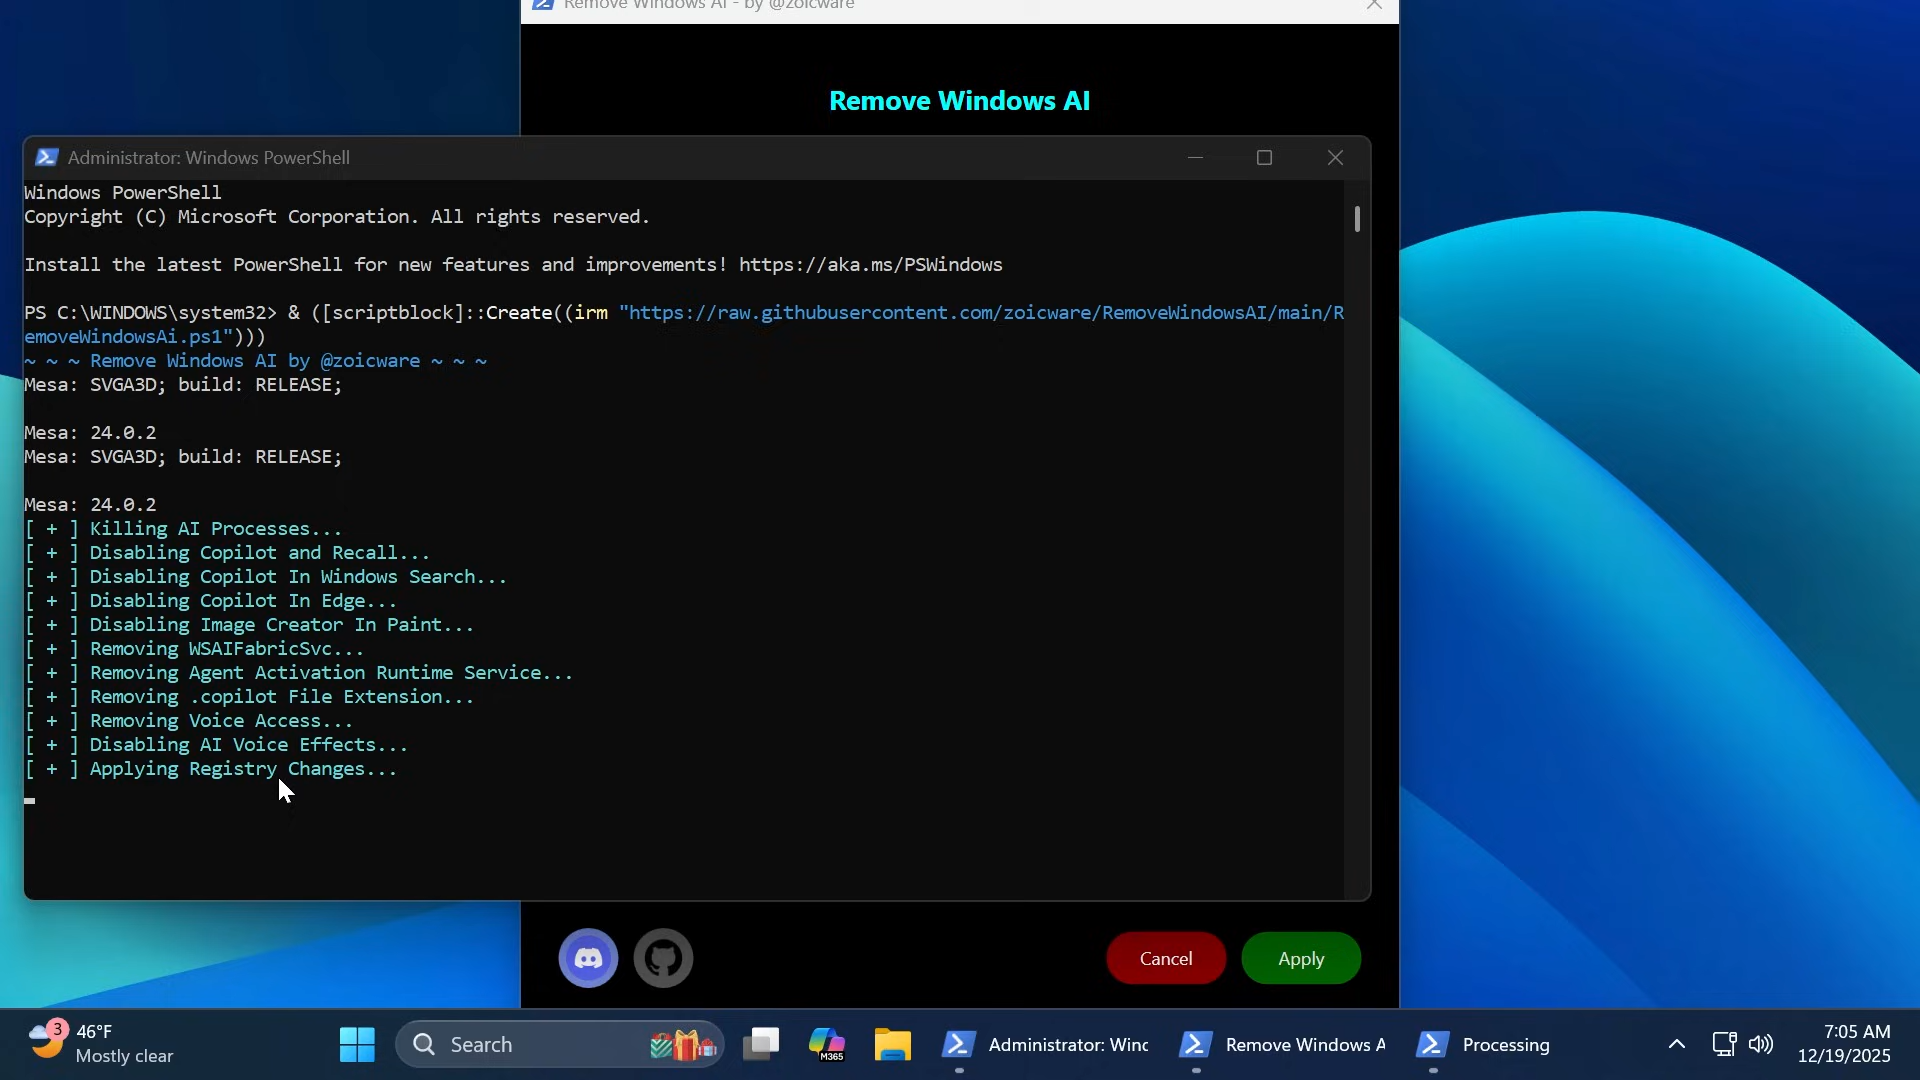 Remove Windows AI - by @zoicware
Remove Windows AI
Administrator: Windows PowerShell
Windows PowerShell
Copyright (C) Microsoft Corporation. All rights reserved.
Install the latest PowerShell for new features and improvements! https://aka.ms/PSWindows
PS C:\WINDOWS\system32> & ([scriptblock]::Create((irm "https://raw.githubusercontent.com/zoicware/RemoveWindowsAI/main/R
emoveWindowsAi.ps1")))
~ ~ ~ Remove Windows AI by @zoicware ~ ~ ~
Mesa: SVGA3D; build: RELEASE;
Mesa: 24.0.2
Mesa: SVGA3D; build: RELEASE;
Mesa: 24.0.2
[ + ] Killing AI Processes...
[ + ] Disabling Copilot and Recall...
[ + ] Disabling Copilot In Windows Search...
[ + ] Disabling Copilot In Edge...
[ + ] Disabling Image Creator In Paint...
[ + ] Removing WSAIFabricSvc...
[ + ] Removing Agent Activation Runtime Service...
[ + ] Removing .copilot File Extension...
[ + ] Removing Voice Access...
[ + ] Disabling AI Voice Effects...
[ + ] Applying Registry Changes...
Cancel
Apply
3
46°F
Mostly clear
Search
M365
Administrator: Winc
Remove Windows A
Processing
7:05 AM
12/19/2025